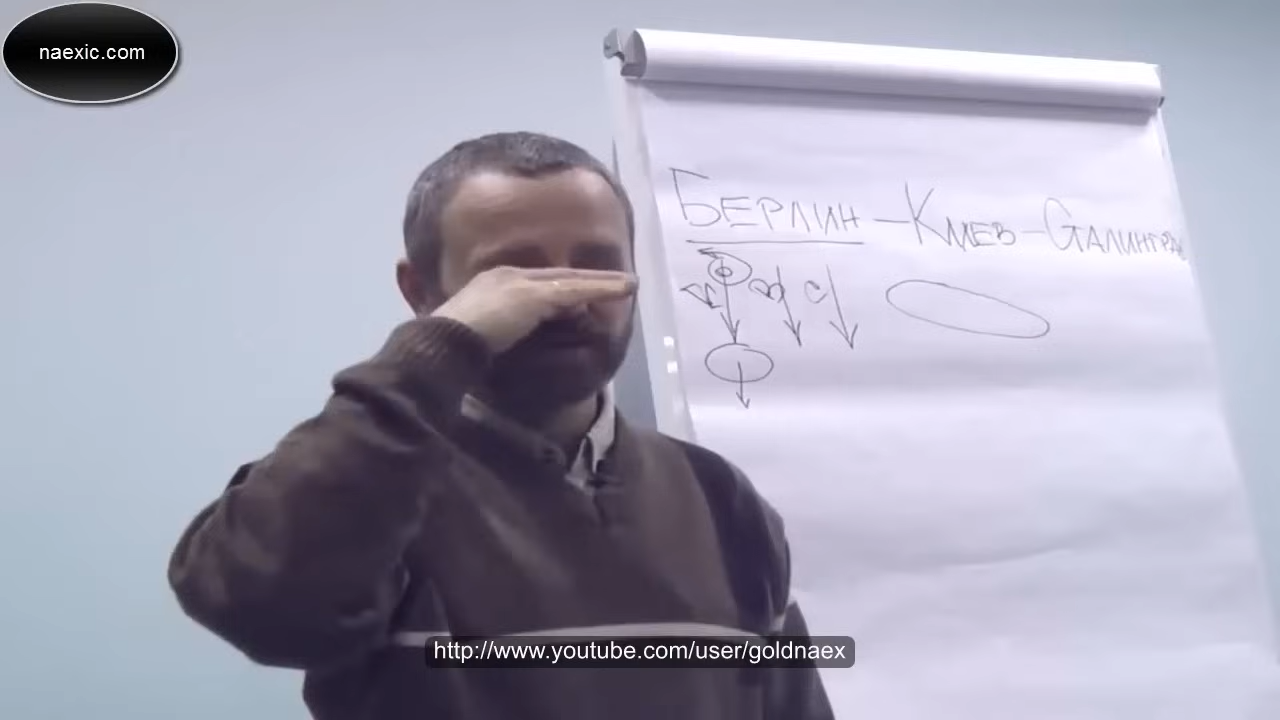 naexic.com
БЕРЛИН – КИЕВ – СТАЛИНГРАД
А В С
http://www.youtube.com/user/goldnaex